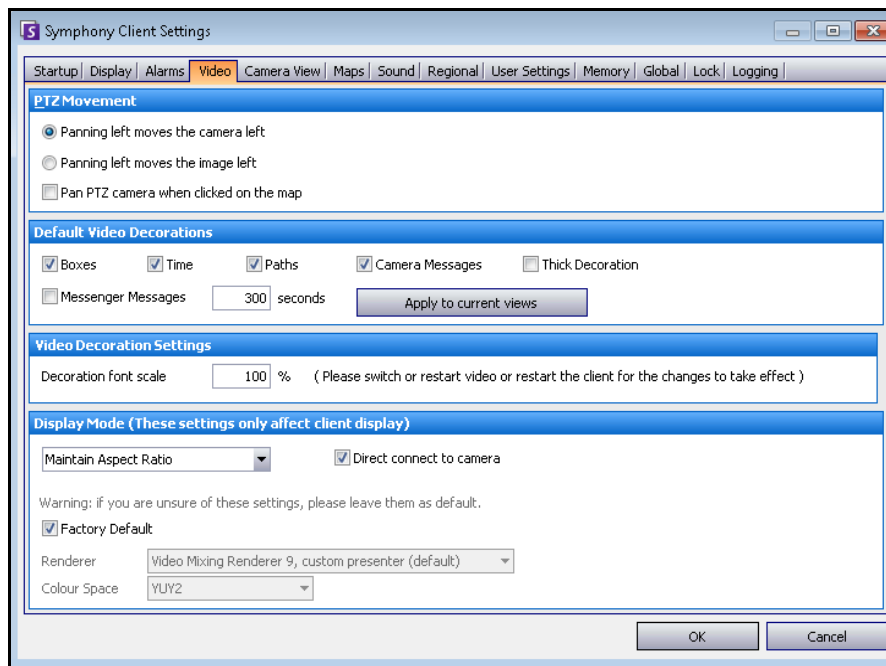 Symphony Client Settings
Startup Display Alarms Video Camera View Maps Sound Regional User Settings Memory Global Lock Logging
PTZ Movement
Panning left moves the camera left
Panning left moves the image left
Pan PTZ camera when clicked on the map
Default Video Decorations
Boxes Time Paths Camera Messages Thick Decoration
Messenger Messages 300 seconds Apply to current views
Video Decoration Settings
Decoration font scale 100 % ( Please switch or restart video or restart the client for the changes to take effect )
Display Mode (These settings only affect client display)
Maintain Aspect Ratio Direct connect to camera
Warning: if you are unsure of these settings, please leave them as default.
Factory Default
Renderer Video Mixing Renderer 9, custom presenter (default)
Colour Space YUY2
OK Cancel